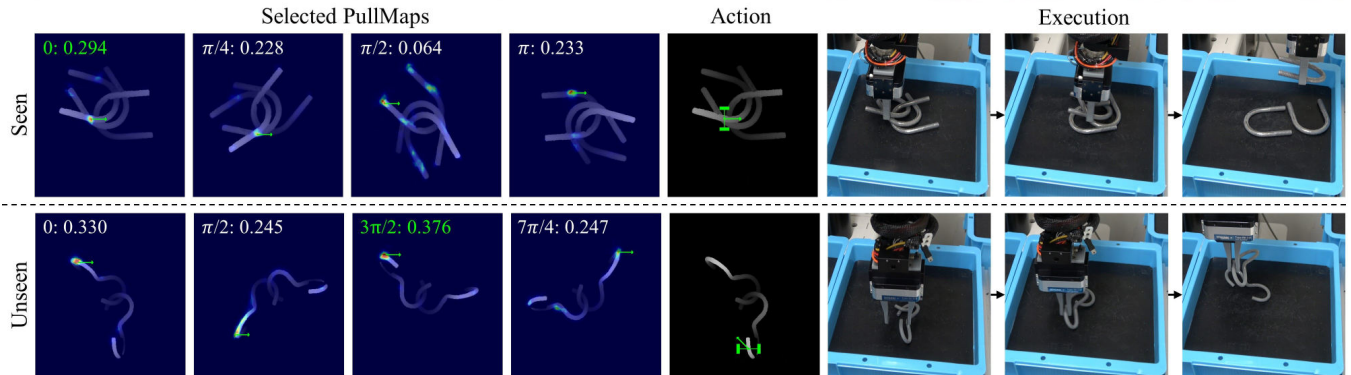 Selected PullMaps Action Execution
Seen
0: 0.294
π/4: 0.228
π/2: 0.064
π: 0.233
Unseen
0: 0.330
π/2: 0.245
3π/2: 0.376
7π/4: 0.247